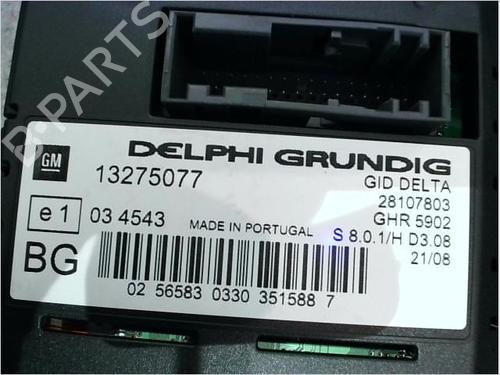 B-PARTS
DELPHI GRUNDIG
GM
13275077
GID DELTA
28107803
e1
03 4543
GHR 5902
MADE IN PORTUGAL
S 8.0.1/H D3.08
21/08
BG
02 56583 0330 351588 7